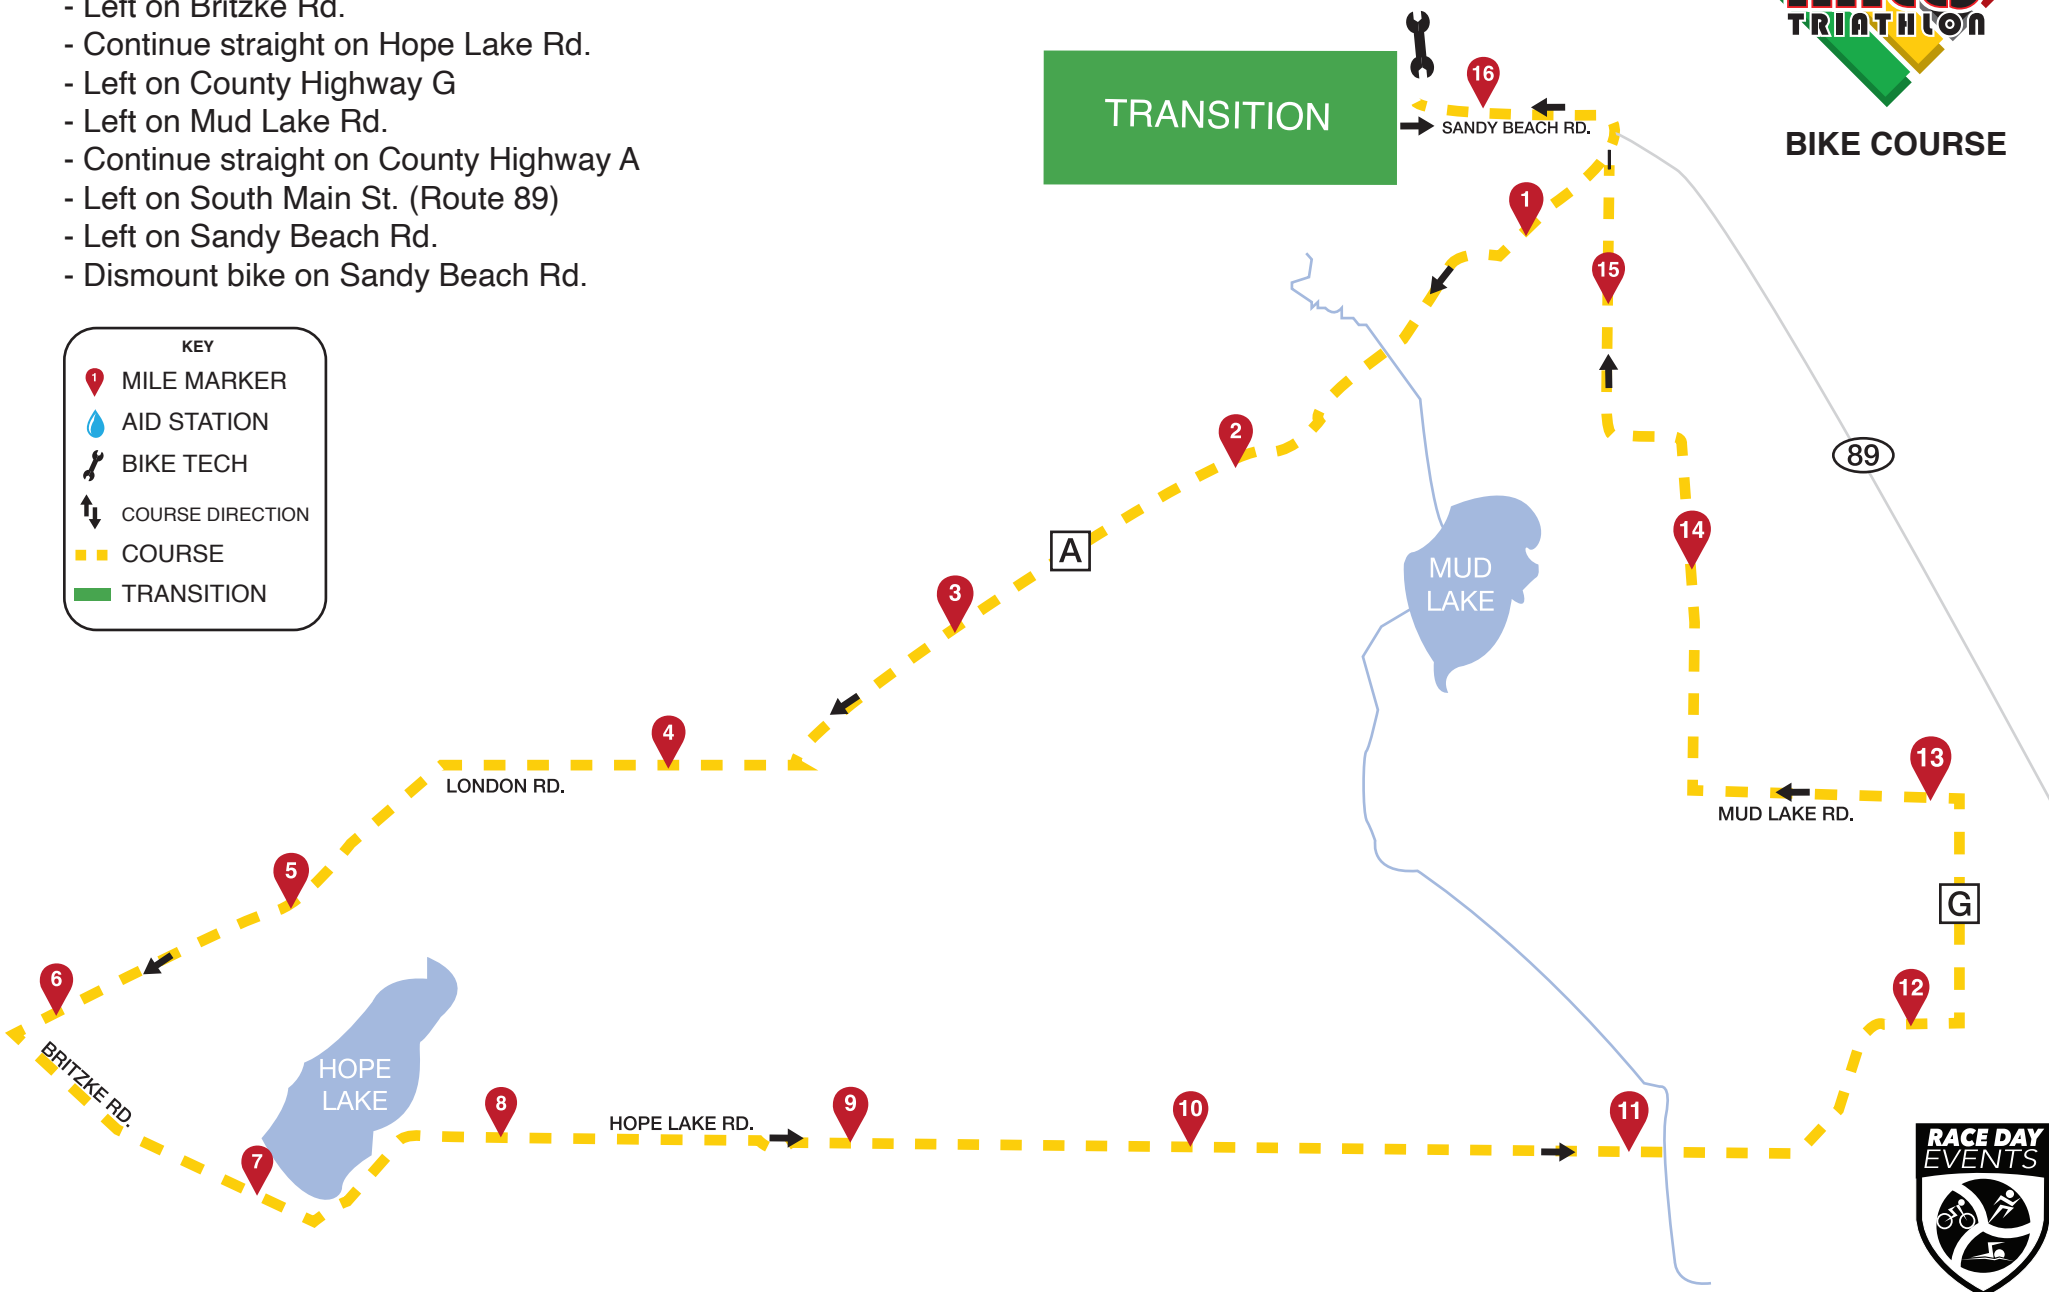 - Left on Britzke Rd.
- Continue straight on Hope Lake Rd.
- Left on County Highway G
- Left on Mud Lake Rd.
- Continue straight on County Highway A
- Left on South Main St. (Route 89)
- Left on Sandy Beach Rd.
- Dismount bike on Sandy Beach Rd.
TRIATHLON
BIKE COURSE
TRANSITION
16
SANDY BEACH RD.
1
15
KEY
1 MILE MARKER
AID STATION
BIKE TECH
COURSE DIRECTION
COURSE
TRANSITION
2
89
14
A
MUD
LAKE
3
4
LONDON RD.
13
MUD LAKE RD.
5
G
6
12
BRITZKE RD.
HOPE
LAKE
7
8
HOPE LAKE RD.
9
10
11
RACE DAY
EVENTS